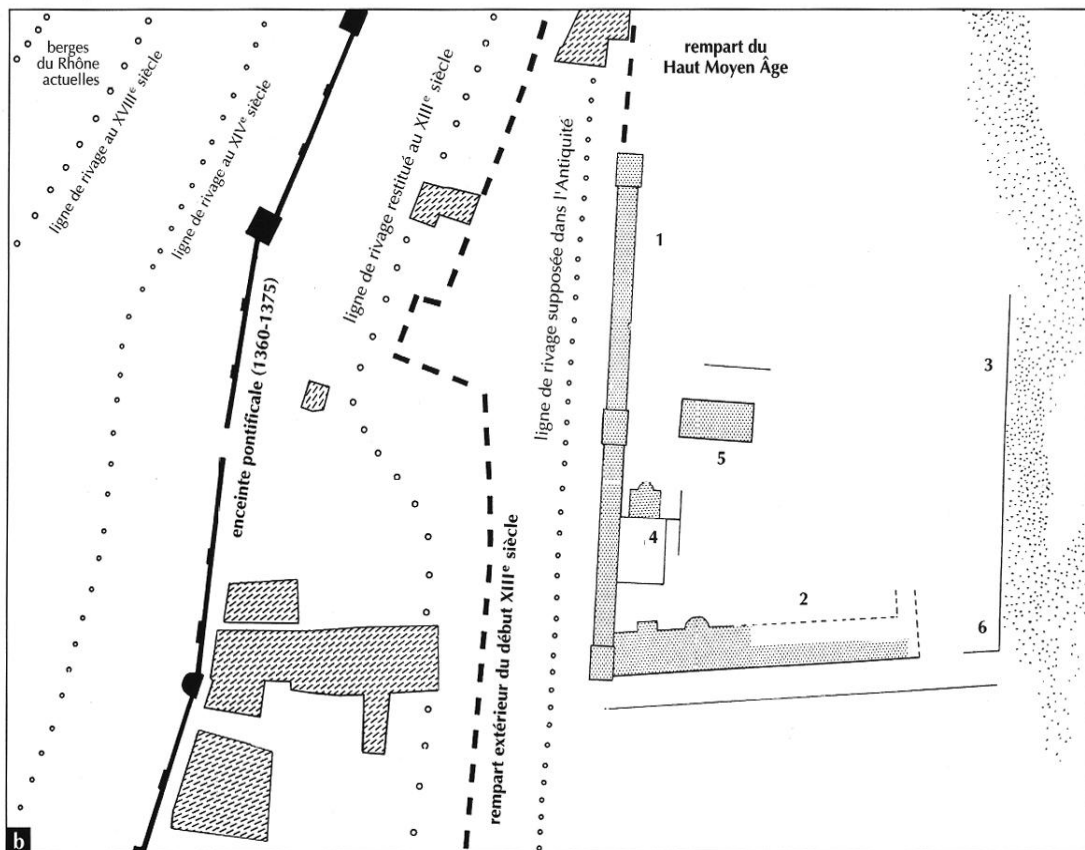 berges
du Rhône
actuelles
ligne de rivage au XVIIIe siècle
ligne de rivage au XIVe siècle
enceinte pontificale (1360-1375)
ligne de rivage restitué au XIIIe siècle
rempart extérieur du début XIIIe siècle
ligne de rivage supposée dans l'Antiquité
rempart du
Haut Moyen Âge
1
3
5
4
2
6
b